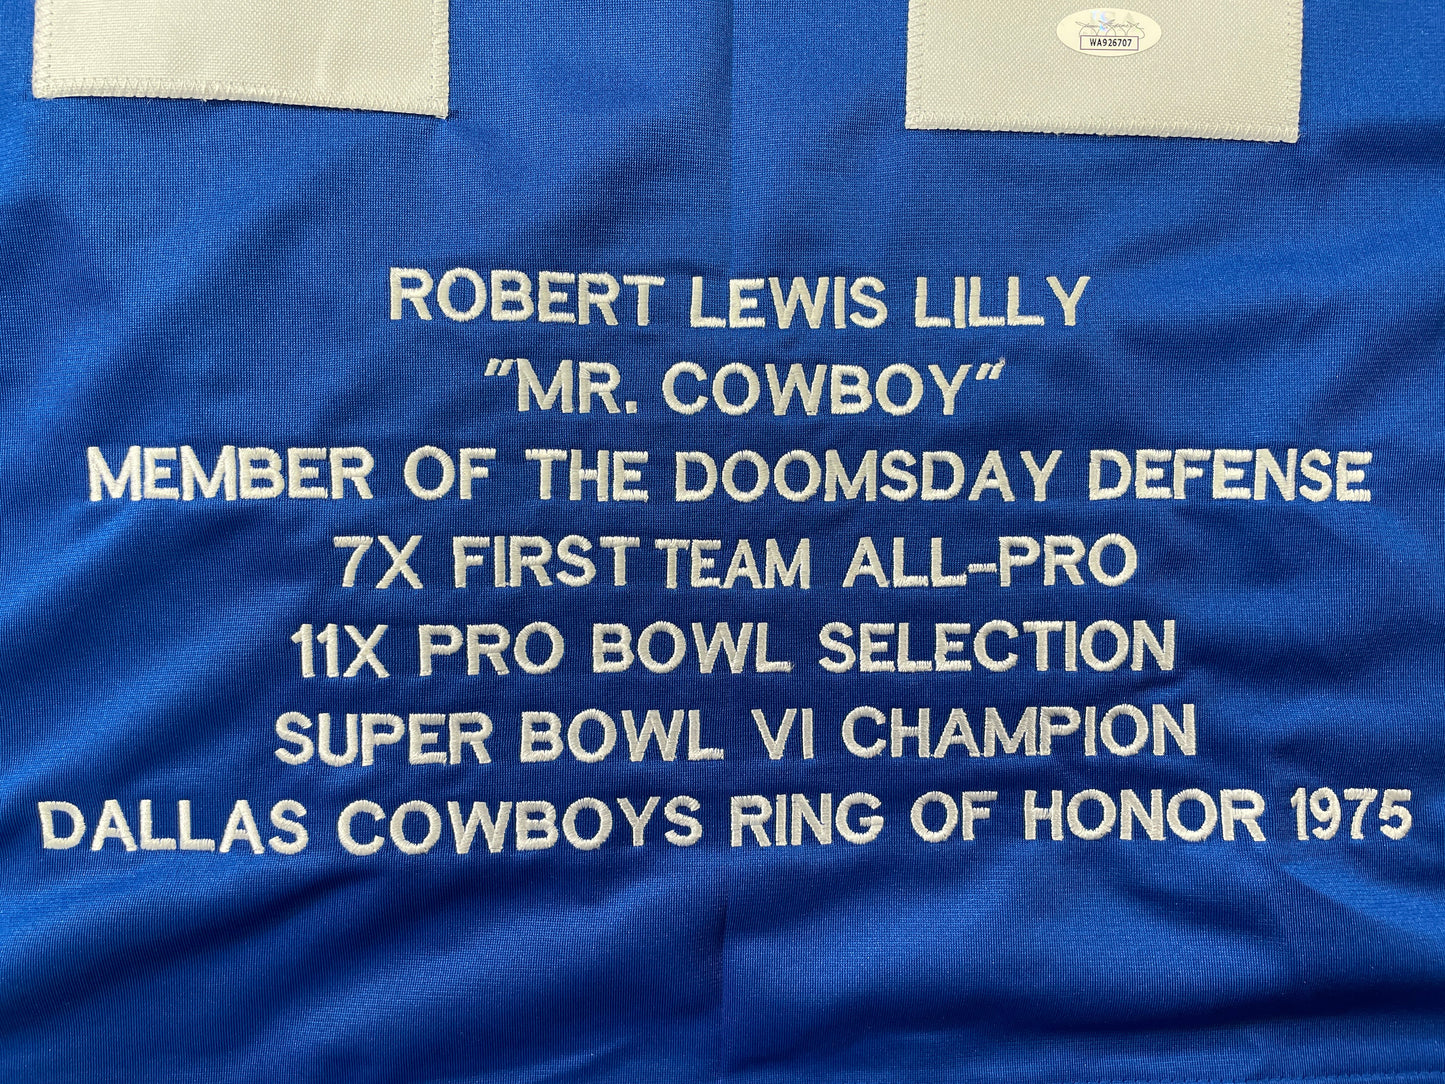 WA926707
ROBERT LEWIS LILLY
"MR. COWBOY"
MEMBER OF THE DOOMSDAY DEFENSE
7X FIRST TEAM ALL-PRO
11X PRO BOWL SELECTION
SUPER BOWL VI CHAMPION
DALLAS COWBOYS RING OF HONOR 1975